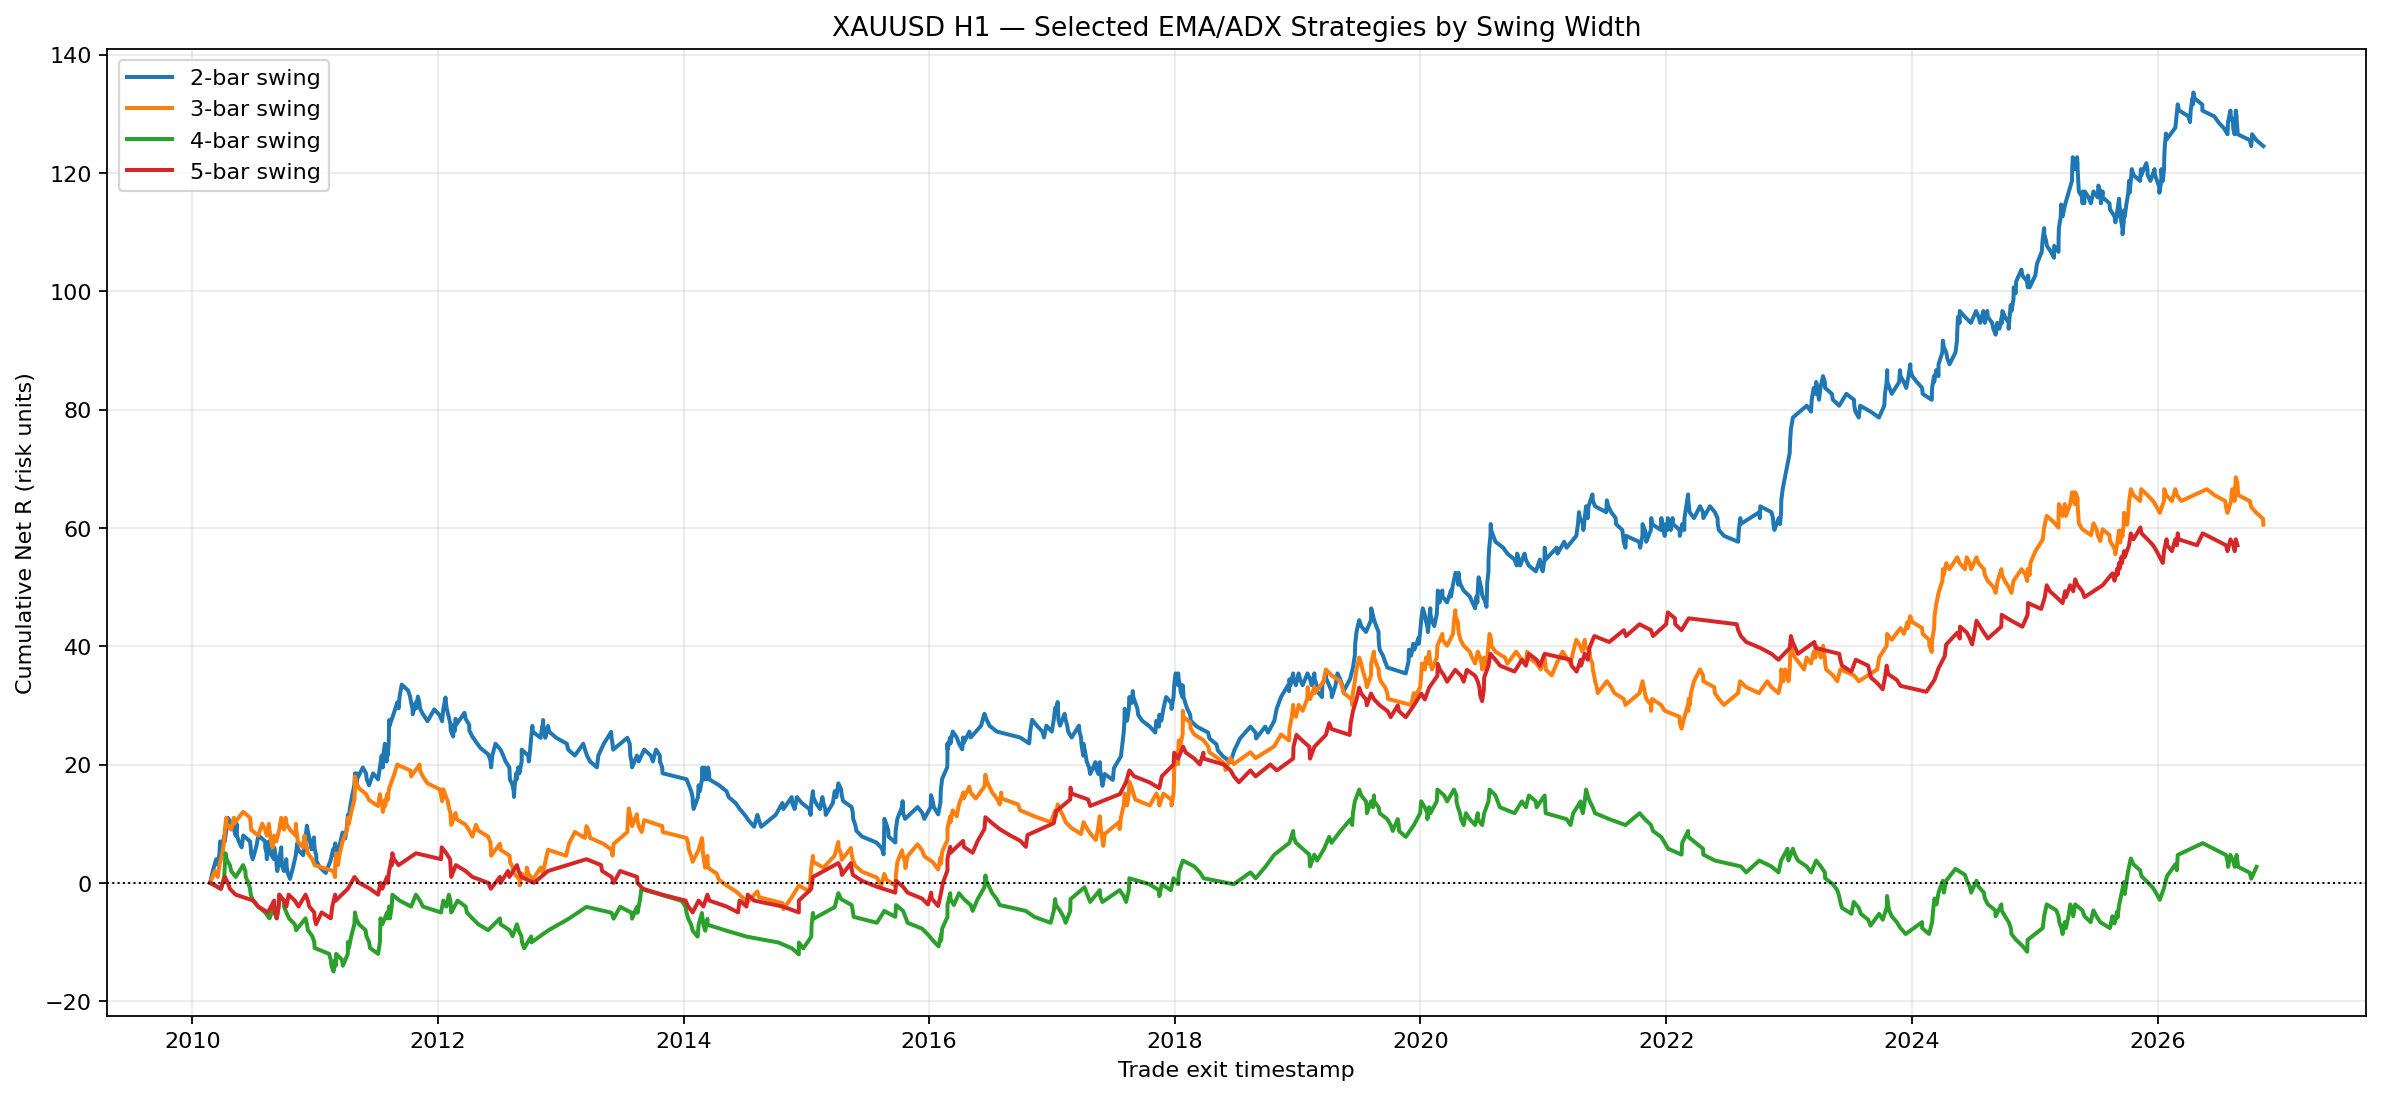 XAUUSD H1 — Selected EMA/ADX Strategies by Swing Width
140
120
100
80
60
40
20
0
−20
Cumulative Net R (risk units)
2-bar swing
3-bar swing
4-bar swing
5-bar swing
2010 2012 2014 2016 2018 2020 2022 2024 2026
Trade exit timestamp